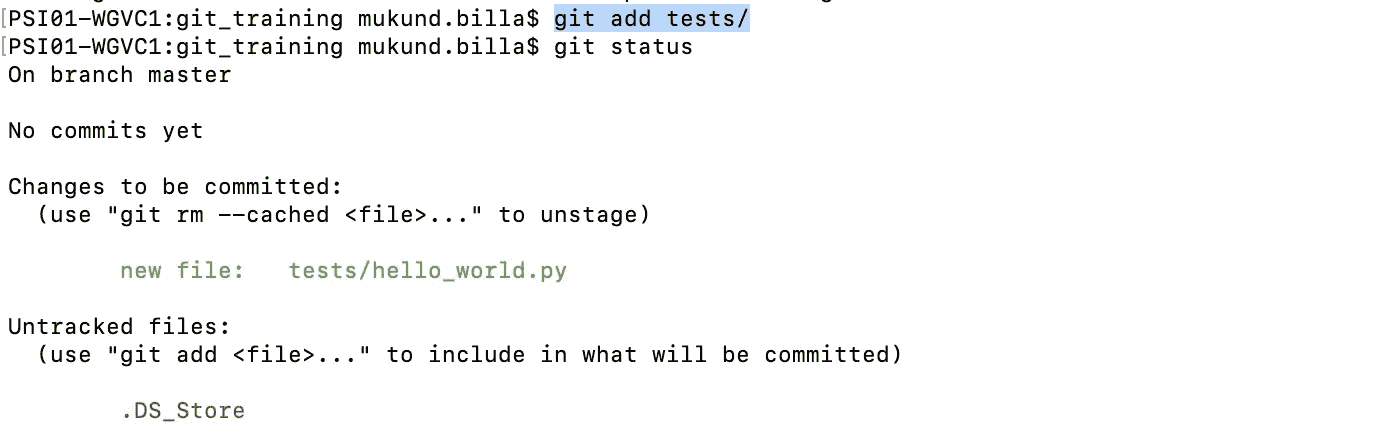 [PSI01-WGVC1:git_training mukund.billa$ git add tests/
[PSI01-WGVC1:git_training mukund.billa$ git status
On branch master
No commits yet
Changes to be committed:
(use "git rm --cached <file>..." to unstage)
new file:   tests/hello_world.py
Untracked files:
(use "git add <file>..." to include in what will be committed)
.DS_Store